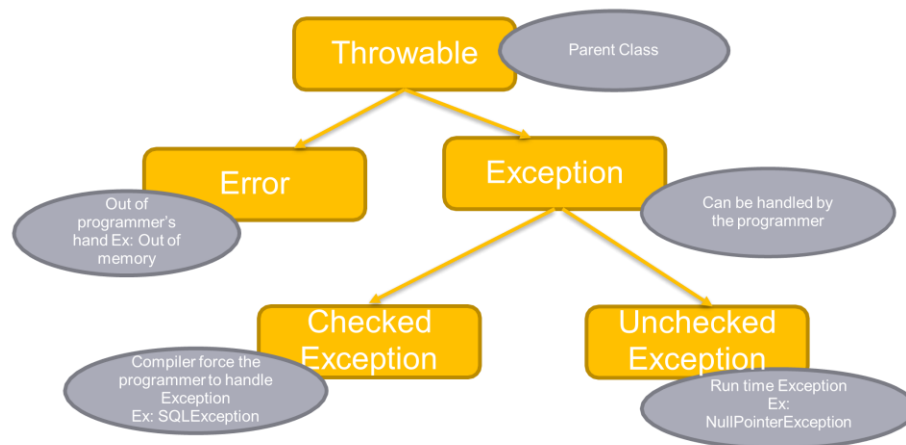 Throwable
Parent Class
Error
Out of
programmer's
hand Ex: Out of
memory
Exception
Can be handled by
the programmer
Checked
Exception
Compiler force the
programmer to handle
Exception
Ex: SQLException
Unchecked
Exception
Run time Exception
Ex:
NullPointerException